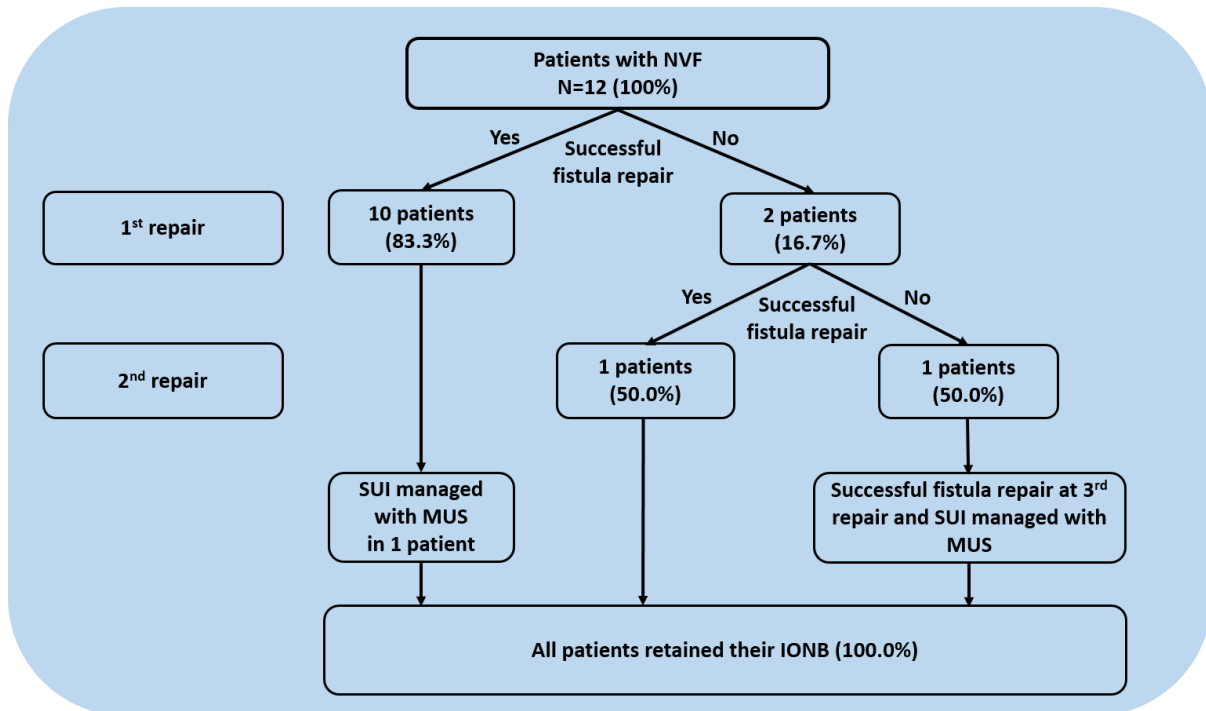 Patients with NVF
N=12 (100%)
Yes
No
Successful
fistula repair
1st repair
10 patients
(83.3%)
2 patients
(16.7%)
Yes
No
Successful
fistula repair
2nd repair
1 patients
(50.0%)
1 patients
(50.0%)
SUI managed
with MUS
in 1 patient
Successful fistula repair at 3rd
repair and SUI managed with
MUS
All patients retained their IONB (100.0%)